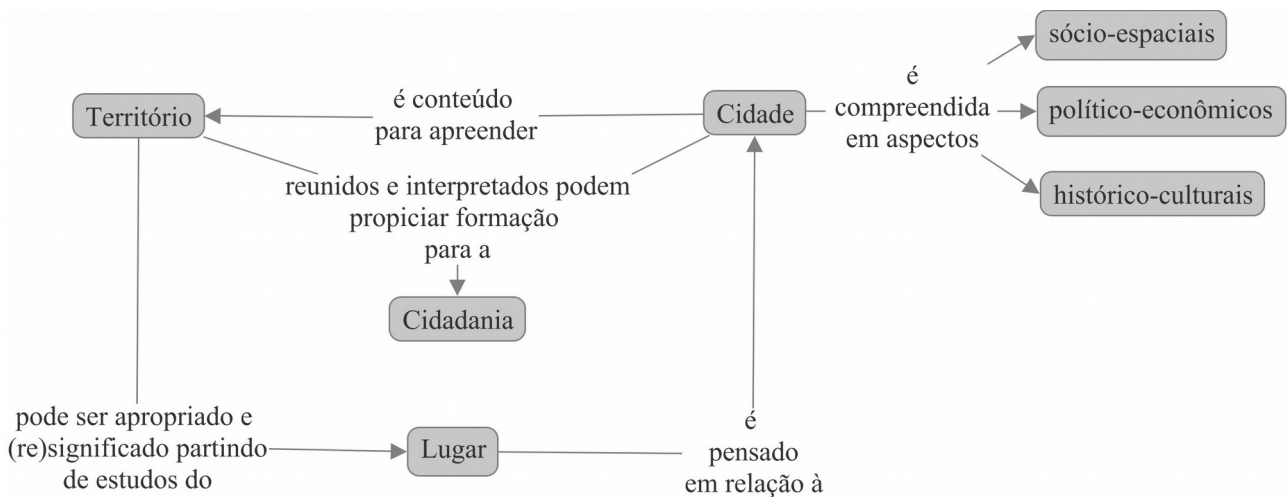 sócio-espaciais
Território
é conteúdo
para apreender
Cidade
é
compreendida
em aspectos
político-econômicos
reunidos e interpretados podem
propiciar formação
para a
histórico-culturais
Cidadania
pode ser apropriado e
(re)significado partindo
de estudos do
Lugar
é
pensado
em relação à